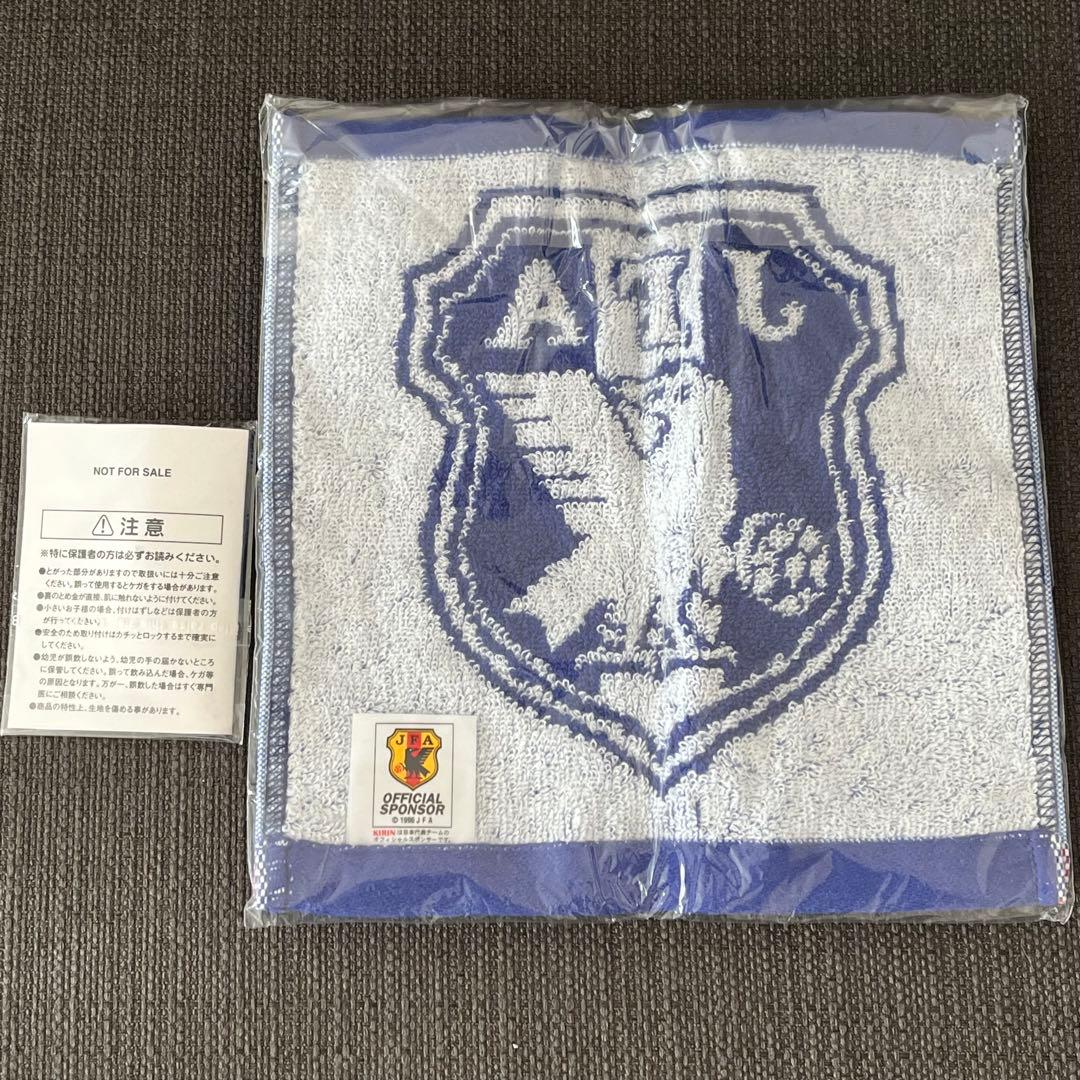 NOT FOR SALE
⚠注意
※特に保護者の方は必ずお読みください。
●とがった部分がありますので取扱いには十分ご注意
ください。誤って使用するとケガをする場合があります。
●裏のとめ金が直接、肌に触れないように付けてください。
●小さいお子様の場合、付けはずしなどは保護者の方
が行ってください。
●安全のため取り付けはカチッとロックするまで確実に
してください。
●幼児が誤飲しないよう、幼児の手の届かないところ
に保管してください。誤って飲み込んだ場合、ケガ等
の原因となります。万が一、誤飲した場合はすぐ専門
医にご相談ください。
●商品の特性上、生地を傷める事があります。
JFA
JFA
OFFICIAL
SPONSOR
© 1996 J F A
KIRINは日本代表チームの
オフィシャルスポンサーです。